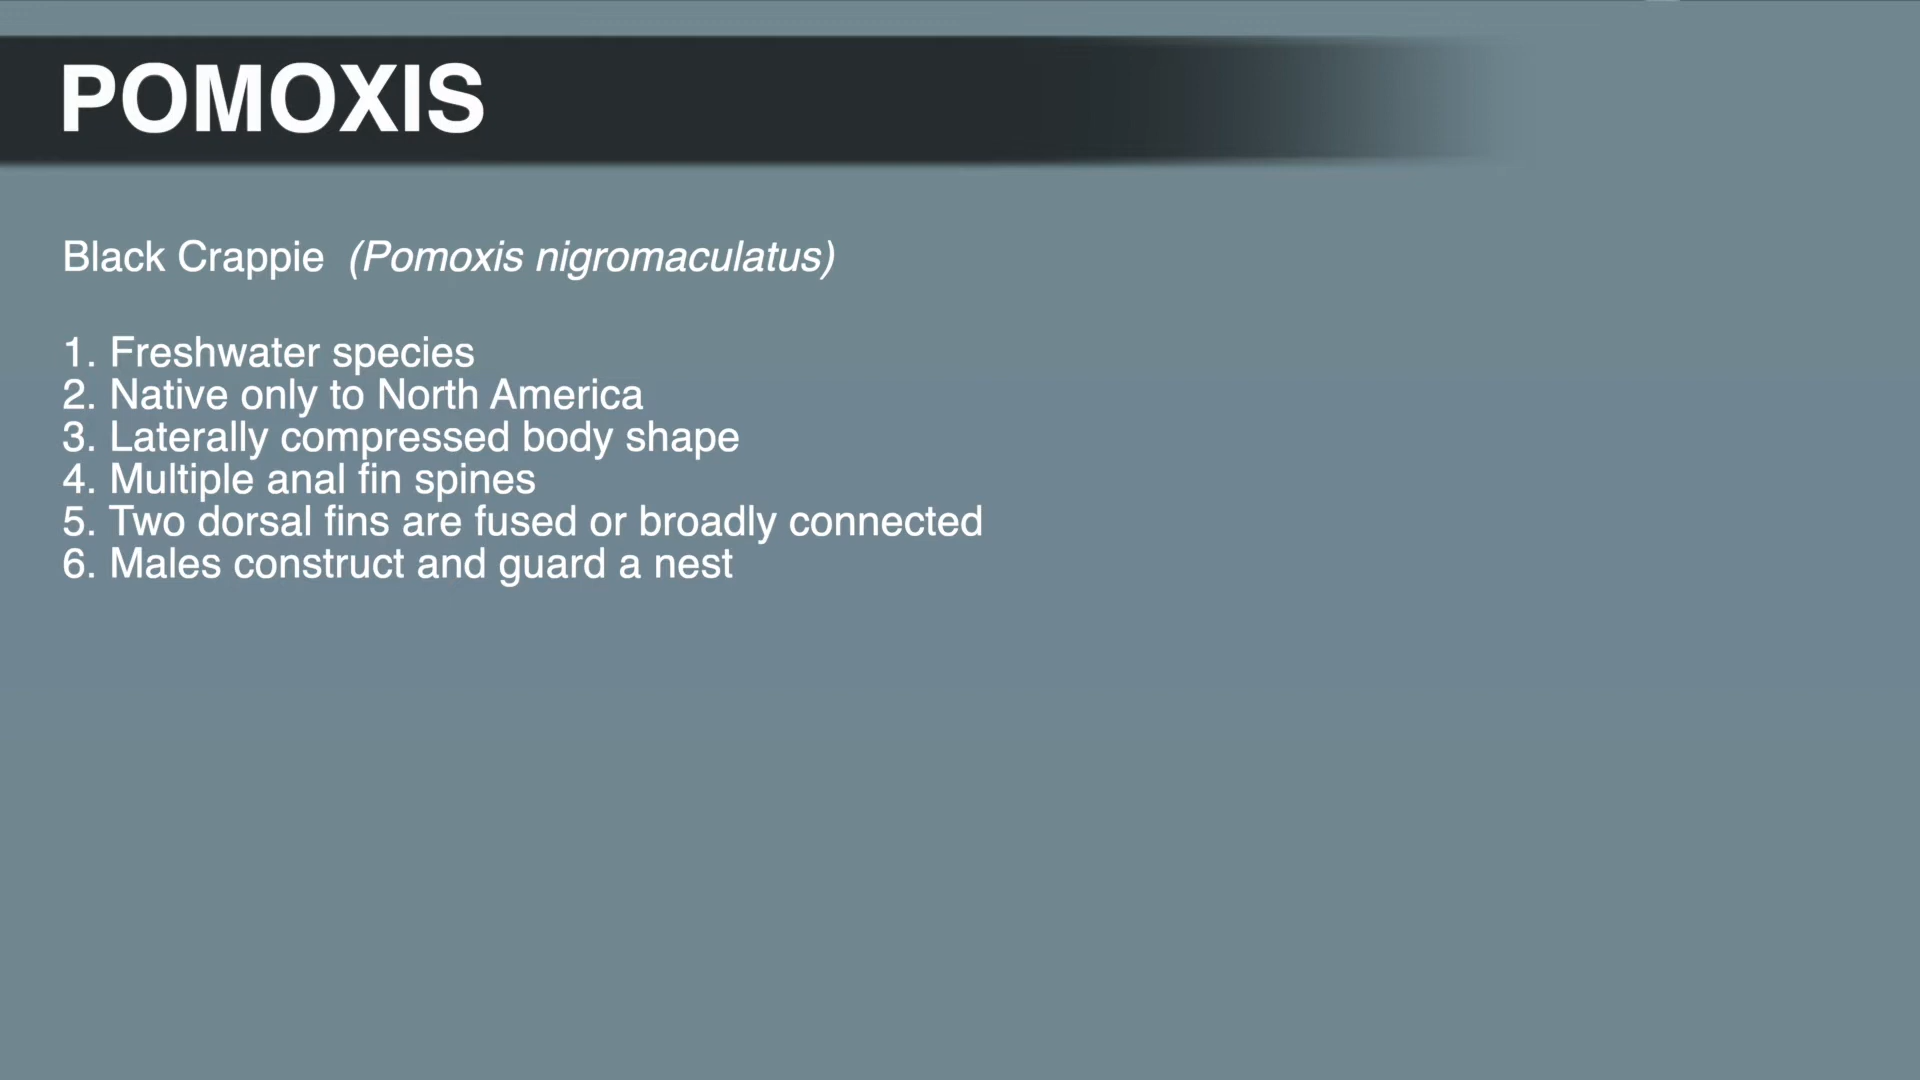 POMOXIS
Black Crappie (Pomoxis nigromaculatus)
1. Freshwater species
2. Native only to North America
3. Laterally compressed body shape
4. Multiple anal fin spines
5. Two dorsal fins are fused or broadly connected
6. Males construct and guard a nest